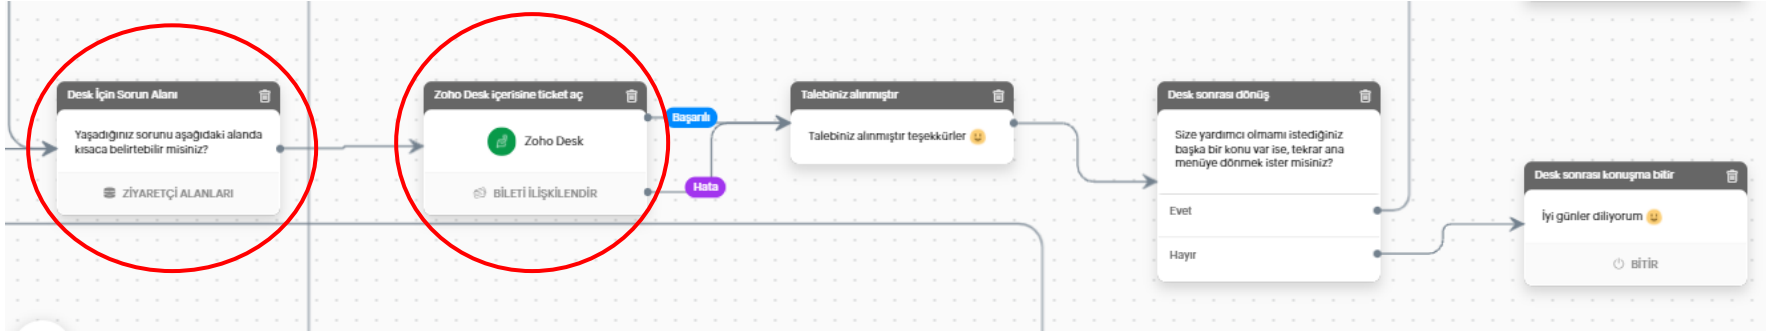 Desk İçin Sorun Alanı
Yaşadığınız sorunu aşağıdaki alanda
kısaca belirtebilir misiniz?
ZİYARETÇİ ALANLARI
Zoho Desk içerisine ticket aç
Zoho Desk
BİLETİ İLİŞKİLENDİR
Başarılı
Hata
Talebiniz alınmıştır
Talebiniz alınmıştır teşekkürler 🙂
Desk sonrası dönüş
Size yardımcı olmamı istediğiniz
başka bir konu var ise, tekrar ana
menüye dönmek ister misiniz?
Evet
Hayır
Desk sonrası konuşma bitir
İyi günler diliyorum 🙂
BİTİR